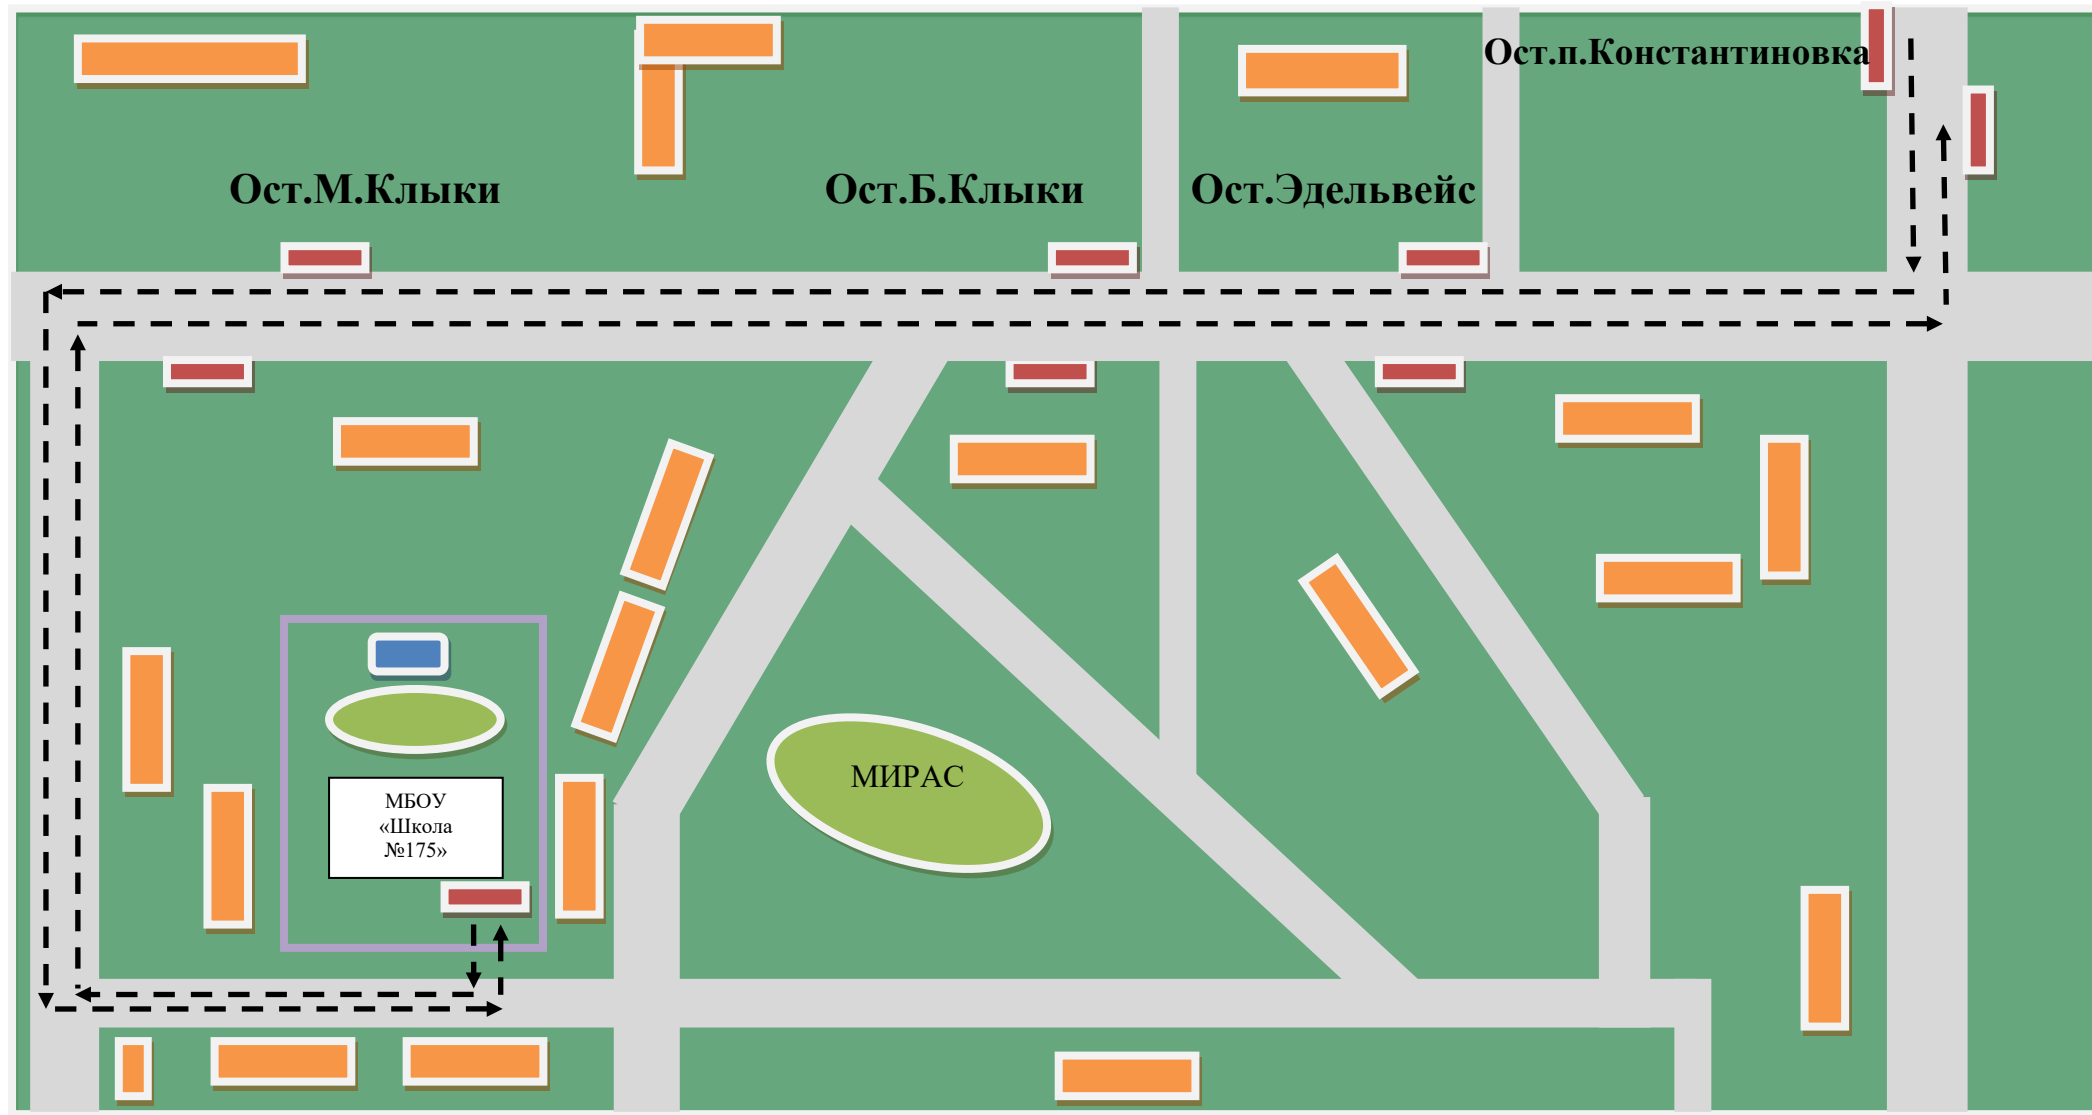 Ост.п.Константиновка
Ост.М.Клыки
Ост.Б.Клыки
Ост.Эдельвейс
МИРАС
МБОУ
«Школа
№175»